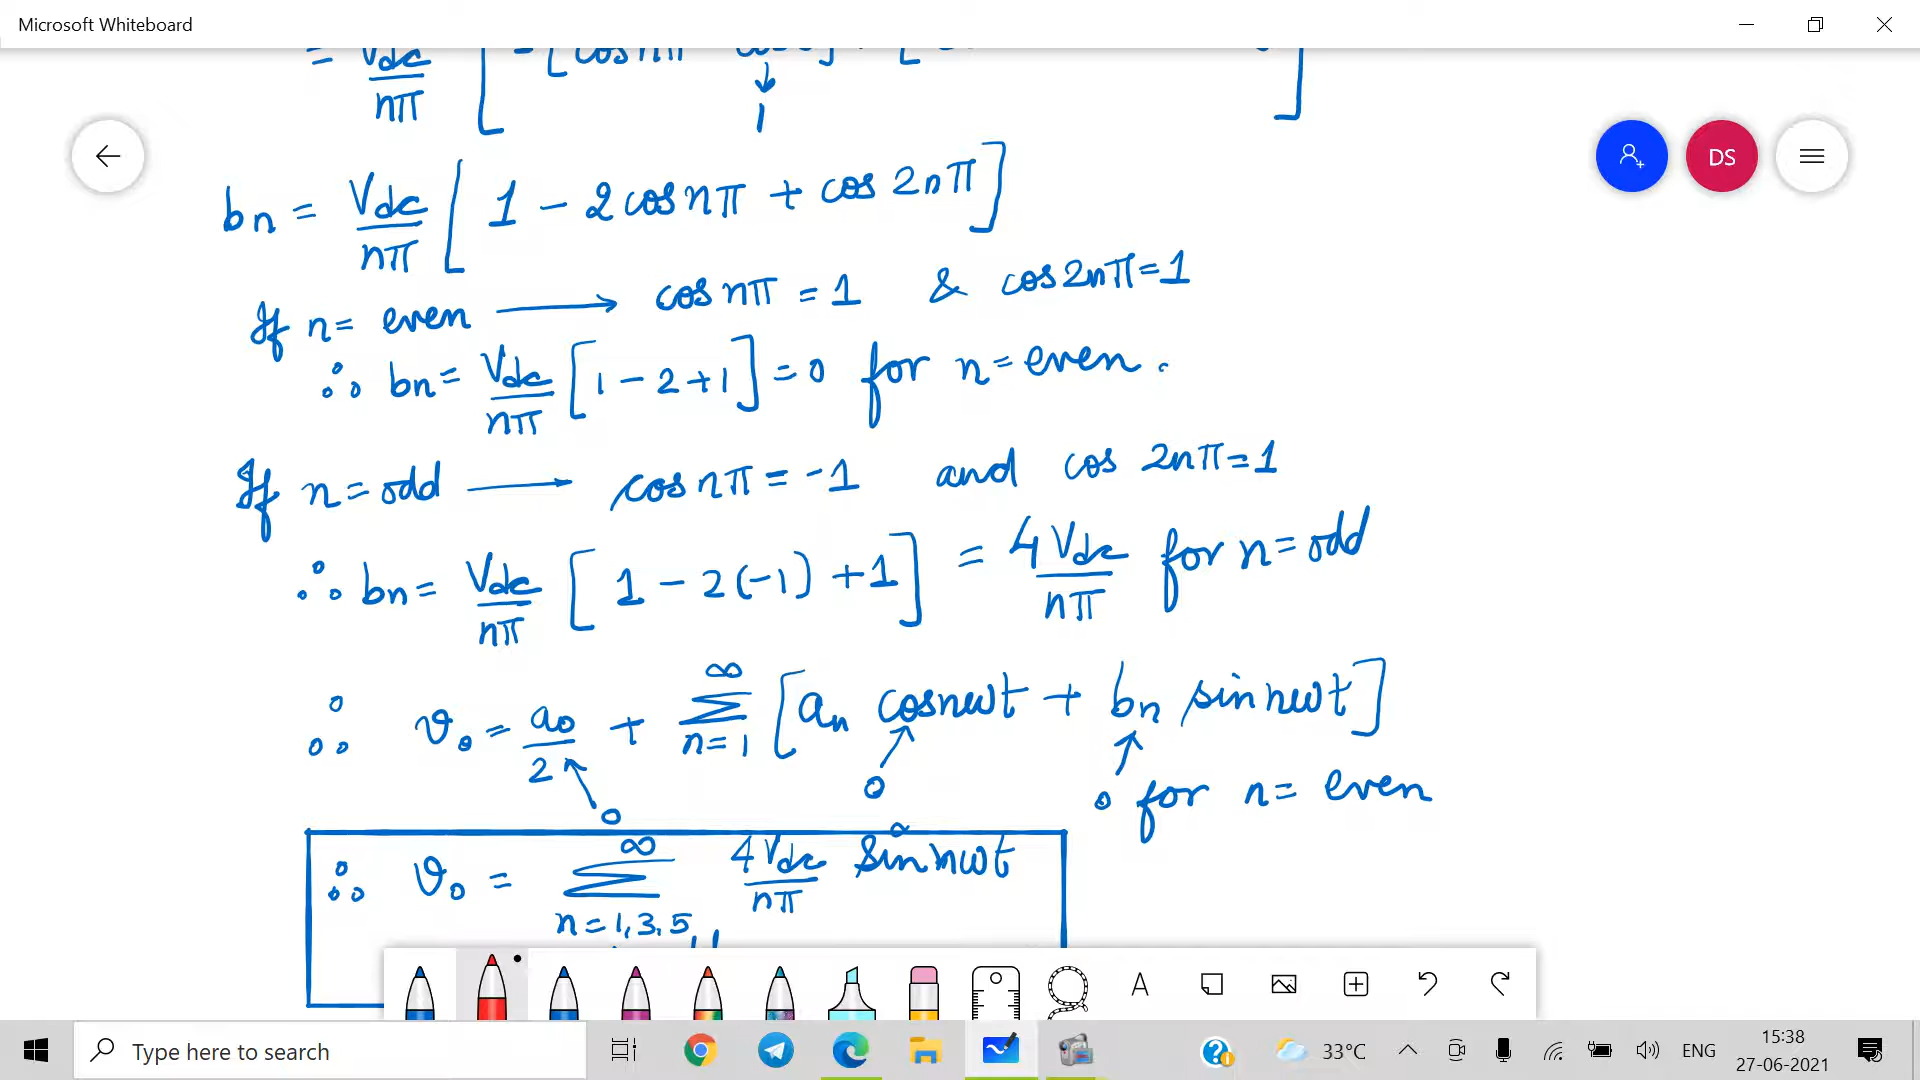 Microsoft Whiteboard
= Vdc/nπ [ -[cos nπ
↓
1
DS
bn = Vdc/nπ [ 1 - 2 cos nπ + cos 2nπ ]
If n = even ⟶ cos nπ = 1 & cos 2nπ = 1
∴ bn = Vdc/nπ [ 1 - 2 + 1 ] = 0 for n = even.
If n = odd ⟶ cos nπ = -1 and cos 2nπ = 1
∴ bn = Vdc/nπ [ 1 - 2(-1) + 1 ] = 4Vdc/nπ for n = odd
∴ v₀ = a₀/2 + ∑ n=1 ∞ [ an cos nωt + bn sin nωt ]
0 0 0 for n = even
∴ v₀ = ∑ n = 1, 3, 5 ∞ 4Vdc/nπ sin nωt
Type here to search
33°C
ENG
15:38
27-06-2021